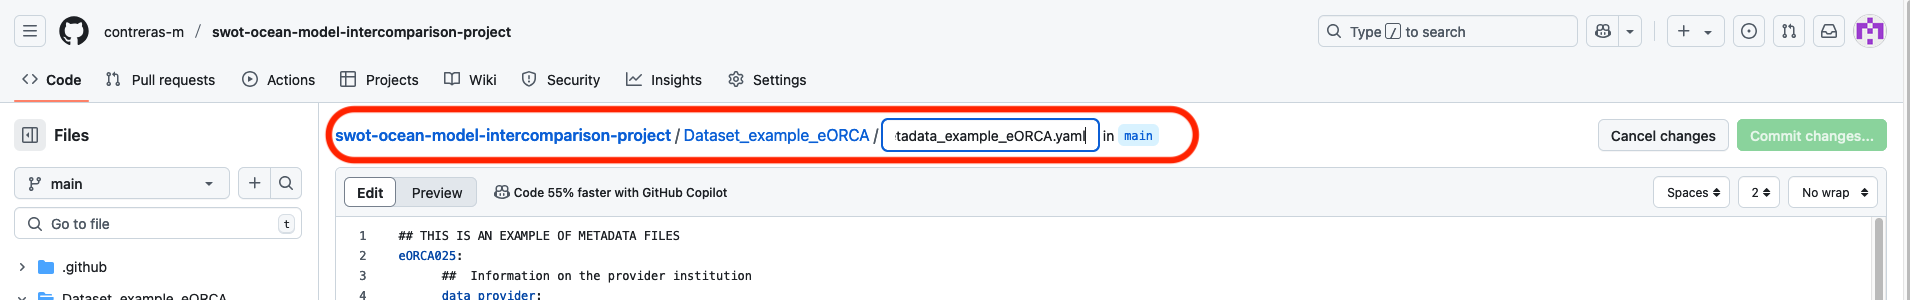 contreras-m / swot-ocean-model-intercomparison-project
Type / to search
Code Pull requests Actions Projects Wiki Security Insights Settings
Files
swot-ocean-model-intercomparison-project / Dataset_example_eORCA / tadata_example_eORCA.yaml in main
Cancel changes Commit changes...
main
Edit Preview Code 55% faster with GitHub Copilot
Spaces 2 No wrap
Go to file t
.github
Dataset_example_eORCA
1 ## THIS IS AN EXAMPLE OF METADATA FILES
2 eORCA025:
3 ## Information on the provider institution
4 data_provider: